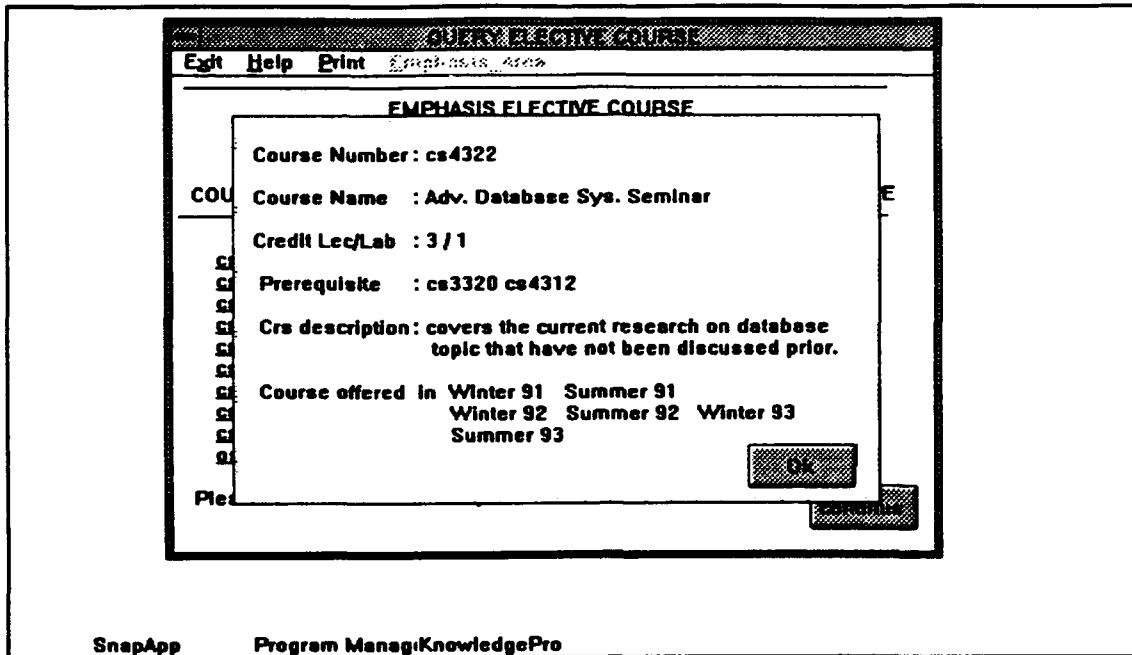 QUERY ELECTIVE COURSE
Exit Help Print Emphasis_Area
EMPHASIS ELECTIVE COURSE
COU
E
Course Number : cs4322
Course Name : Adv. Database Sys. Seminar
Credit Lec/Lab : 3 / 1
Prerequisite : cs3320 cs4312
Crs description : covers the current research on database
topic that have not been discussed prior.
Course offered in Winter 91 Summer 91
Winter 92 Summer 92 Winter 93
Summer 93
Ok
Ples
Continue
SnapApp Program Manag KnowledgePro